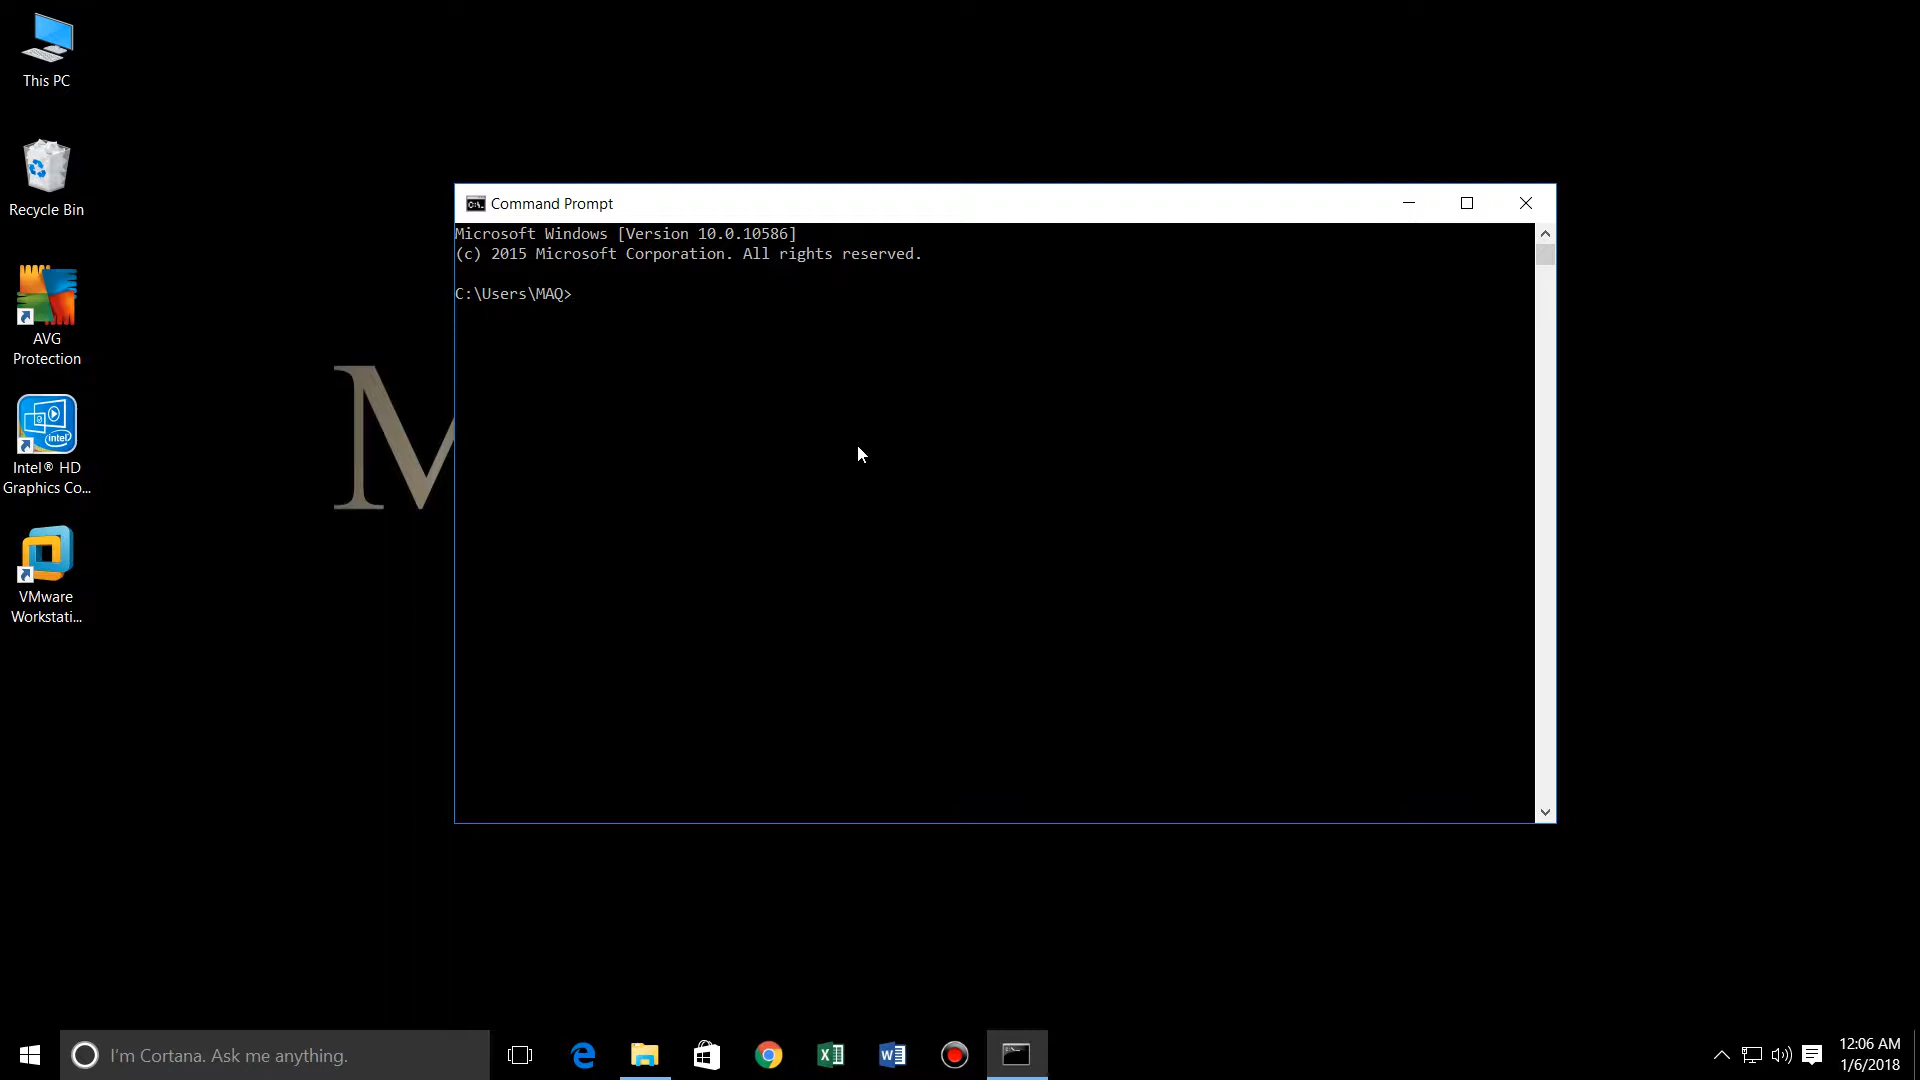 This PC
Recycle Bin
AVG
Protection
intel
Intel® HD
Graphics Co...
VMware
Workstati...
M
C:\.
Command Prompt
Microsoft Windows [Version 10.0.10586]
(c) 2015 Microsoft Corporation. All rights reserved.
C:\Users\MAQ>
I'm Cortana. Ask me anything.
12:06 AM
1/6/2018